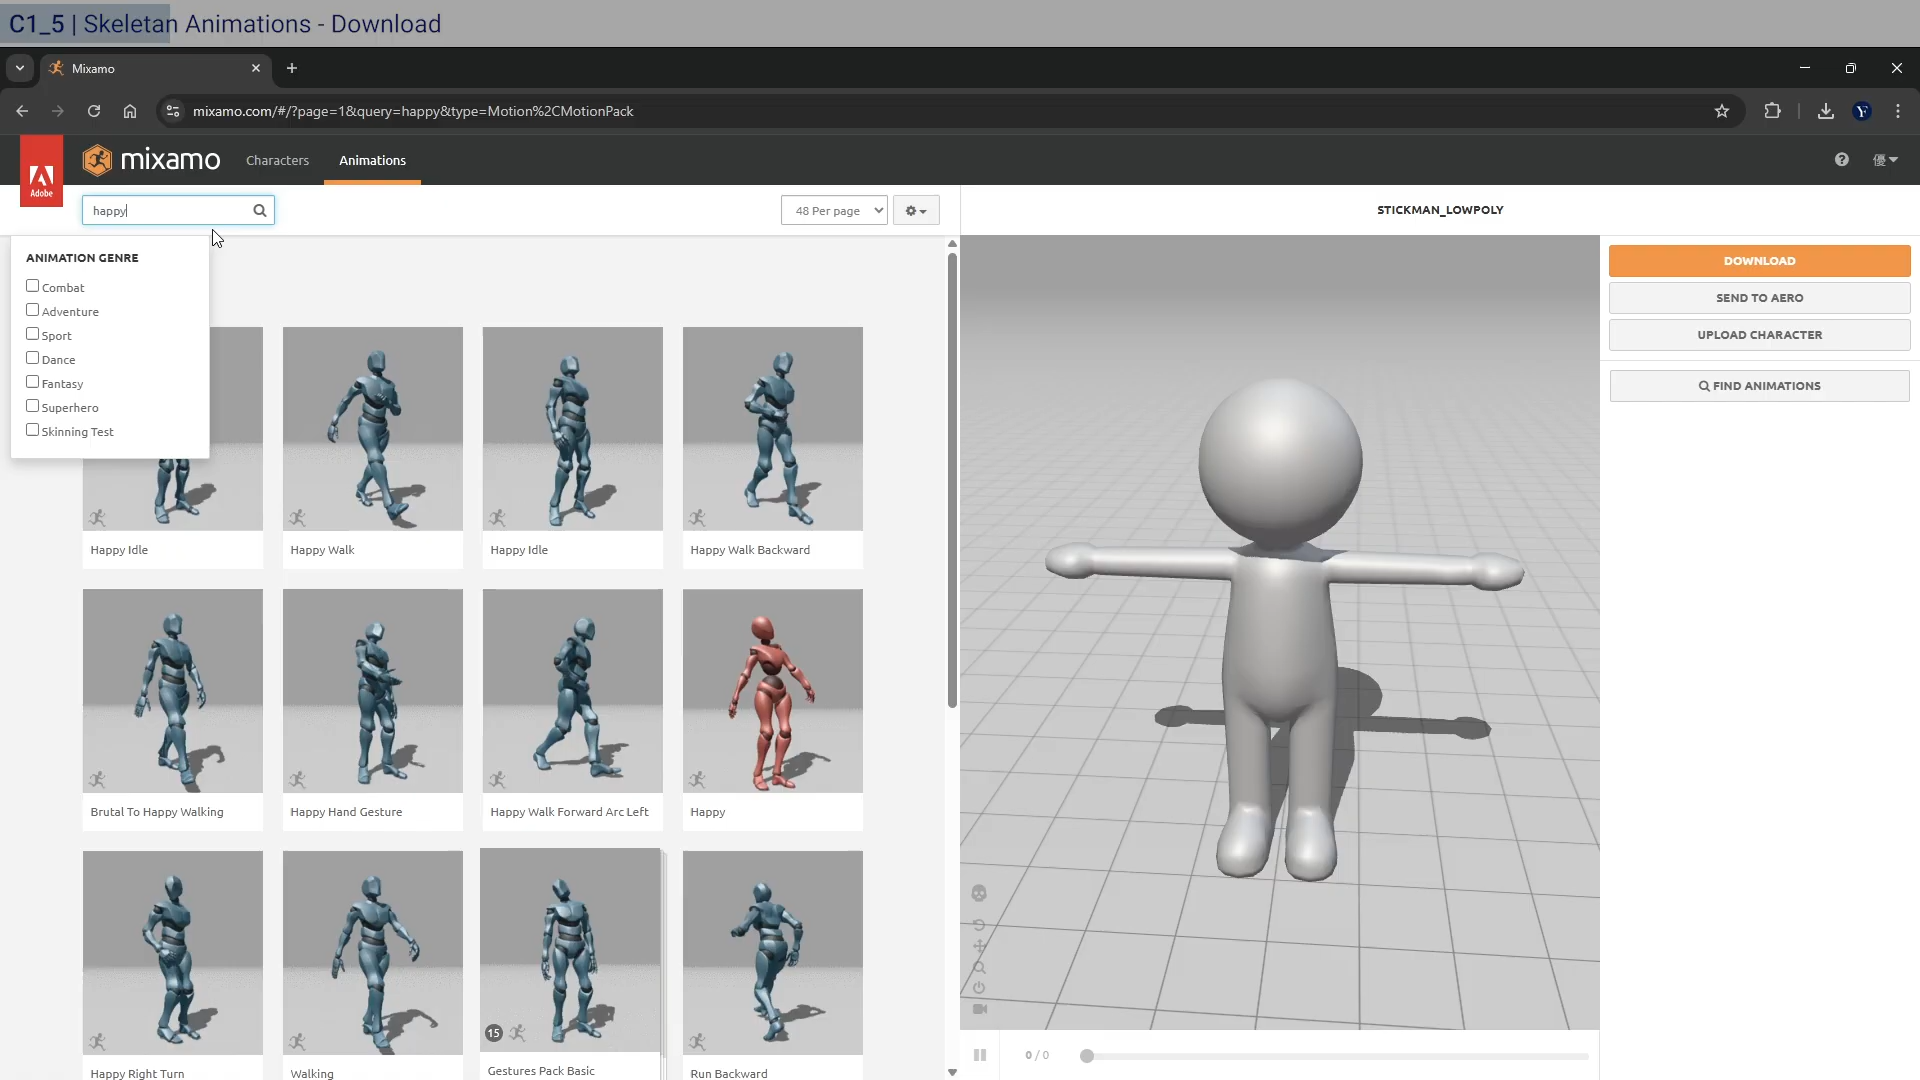 C1_5 | Skeletan Animations - Download
Mixamo
mixamo.com/#/?page=1&query=happy&type=Motion%2CMotionPack
Adobe
mixamo
Characters
Animations
優
happy
48 Per page
STICKMAN_LOWPOLY
ANIMATION GENRE
Combat
Adventure
Sport
Dance
Fantasy
Superhero
Skinning Test
DOWNLOAD
SEND TO AERO
UPLOAD CHARACTER
FIND ANIMATIONS
Happy Idle
Happy Walk
Happy Idle
Happy Walk Backward
Brutal To Happy Walking
Happy Hand Gesture
Happy Walk Forward Arc Left
Happy
15
Happy Right Turn
Walking
Gestures Pack Basic
Run Backward
0 / 0